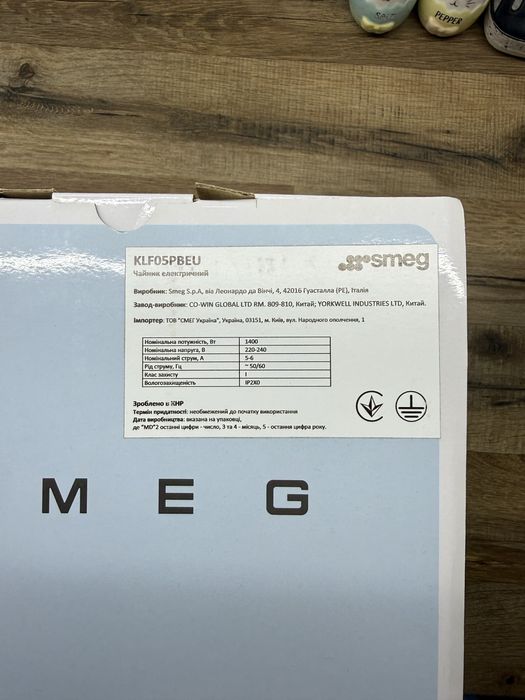 SALT
PEPPER
KLF05PBEU
smeg
Чайник електричний
Виробник: Smeg S.p.A, віа Леонардо да Вінчі, 4, 42016 Гуасталла (РЕ), Італія
Завод-виробник: CO-WIN GLOBAL LTD RM. 809-810, Китай; YORKWELL INDUSTRIES LTD, Китай.
Імпортер: ТОВ "СМЕГ Україна", Україна, 03151, м. Київ, вул. Народного ополчення, 1
Номінальна потужність, Вт 1400
Номінальна напруга, В 220-240
Номінальний струм, А 5-6
Рід струму, Гц ~ 50/60
Клас захисту I
Вологозахищеність IP2X0
Зроблено в КНР
Термін придатності: необмежений до початку використання
Дата виробництва: вказана на упаковці,
де "MD"2 останні цифри - число, 3 та 4 - місяць, 5 - остання цифра року.
MEG